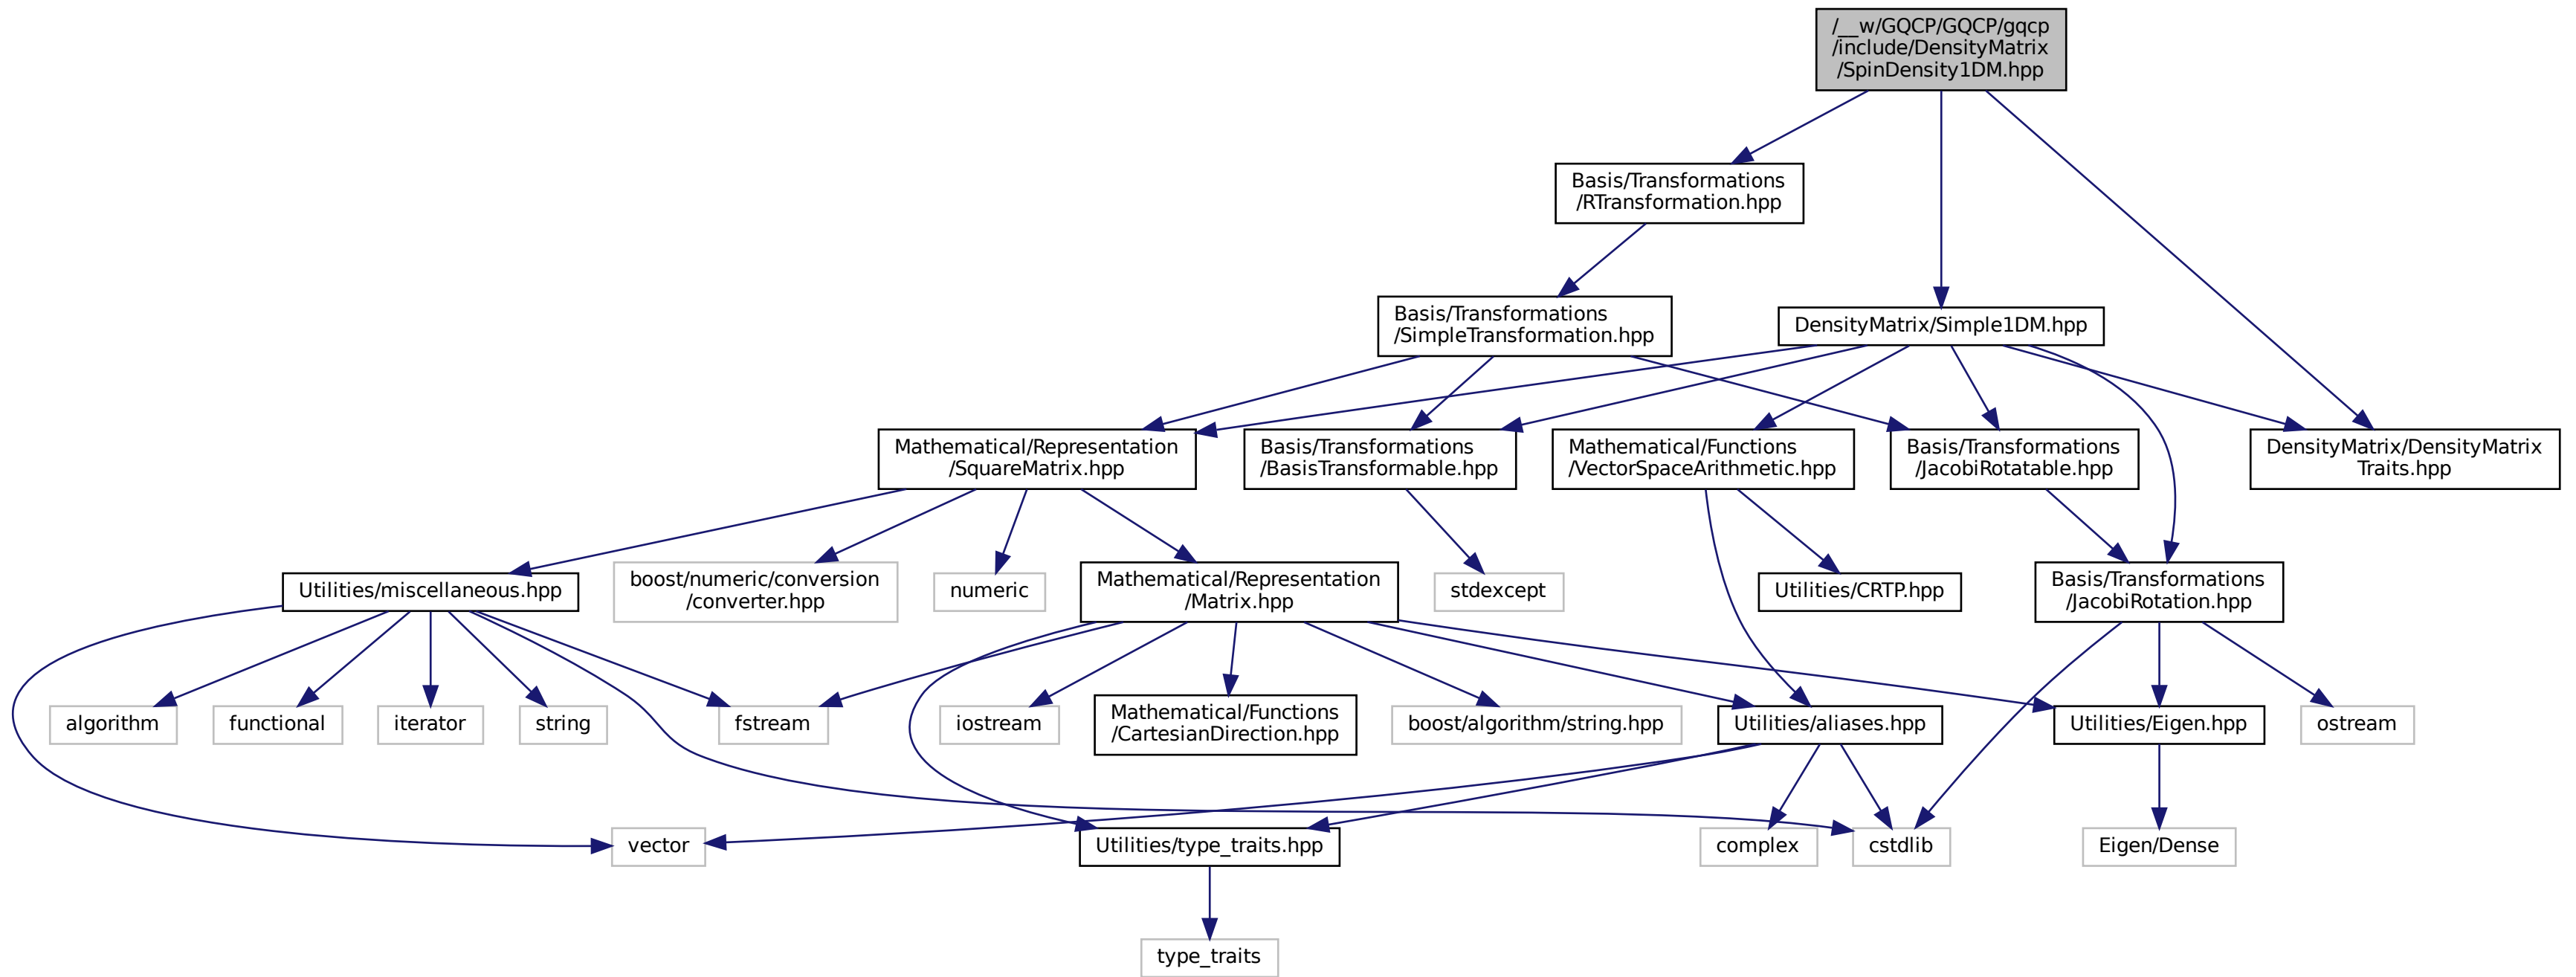 /__w/GQCP/GQCP/gqcp
/include/DensityMatrix
/SpinDensity1DM.hpp
Basis/Transformations
/RTransformation.hpp
Basis/Transformations
/SimpleTransformation.hpp
DensityMatrix/Simple1DM.hpp
Mathematical/Representation
/SquareMatrix.hpp
Basis/Transformations
/BasisTransformable.hpp
Mathematical/Functions
/VectorSpaceArithmetic.hpp
Basis/Transformations
/JacobiRotatable.hpp
DensityMatrix/DensityMatrix
Traits.hpp
Utilities/miscellaneous.hpp
boost/numeric/conversion
/converter.hpp
numeric
Mathematical/Representation
/Matrix.hpp
stdexcept
Utilities/CRTP.hpp
Basis/Transformations
/JacobiRotation.hpp
algorithm
functional
iterator
string
fstream
iostream
Mathematical/Functions
/CartesianDirection.hpp
boost/algorithm/string.hpp
Utilities/aliases.hpp
Utilities/Eigen.hpp
ostream
vector
Utilities/type_traits.hpp
complex
cstdlib
Eigen/Dense
type_traits